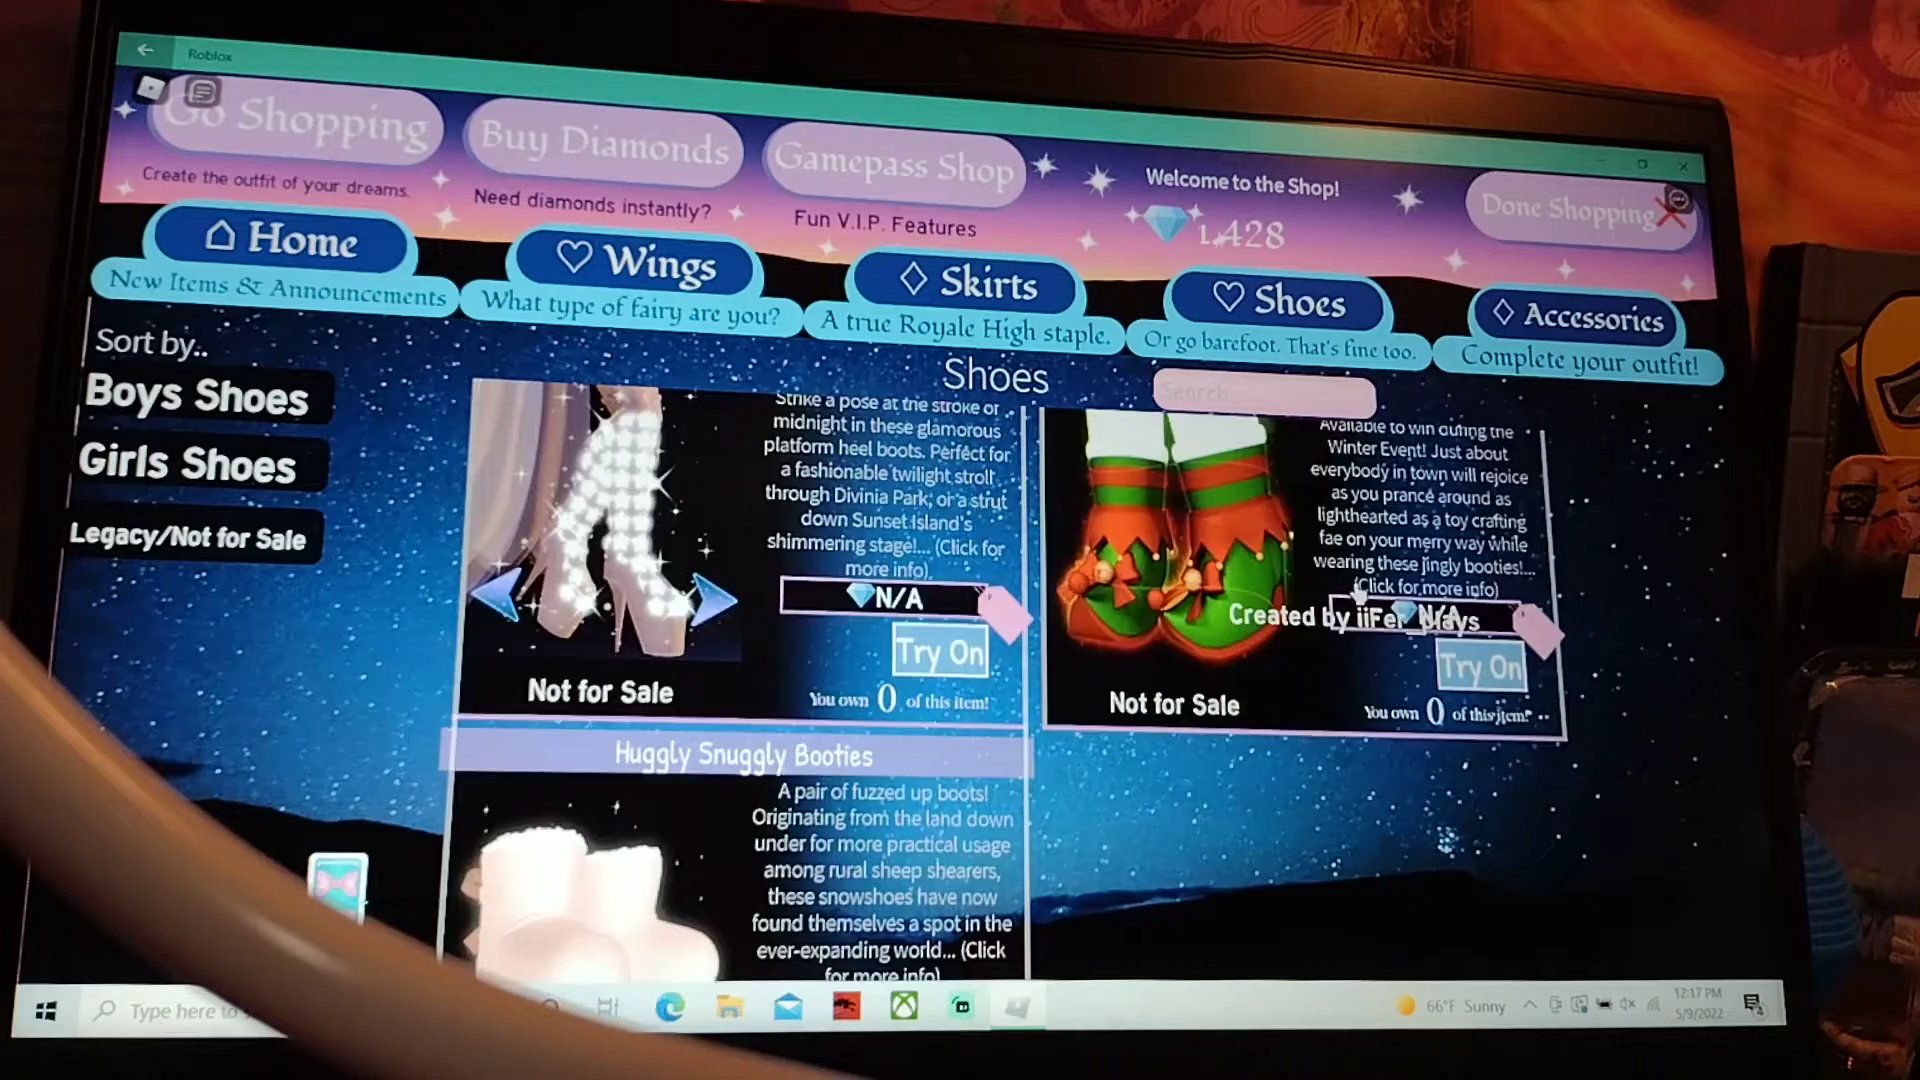 Roblox
Go Shopping
Create the outfit of your dreams.
Buy Diamonds
Need diamonds instantly?
Gamepass Shop
Fun V.I.P. Features
Welcome to the Shop!
1,428
Done Shopping
Home
New Items & Announcements
Wings
What type of fairy are you?
Skirts
A true Royale High staple.
Shoes
Or go barefoot. That's fine too.
Accessories
Complete your outfit!
Sort by..
Boys Shoes
Girls Shoes
Legacy/Not for Sale
Shoes
Search
Strike a pose at the stroke of
midnight in these glamorous
platform heel boots. Perfect for
a fashionable twilight stroll
through Divinia Park, or a strut
down Sunset Island's
shimmering stage!... (Click for
more info)
N/A
Try On
Not for Sale
You own 0 of this item!
Available to win during the
Winter Event! Just about
everybody in town will rejoice
as you prance around as
lighthearted as a toy crafting
fae on your merry way while
wearing these jingly booties!...
(Click for more info)
N/A
Created by iiFer_plays
Try On
Not for Sale
You own 0 of this item!
Huggly Snuggly Booties
A pair of fuzzed up boots!
Originating from the land down
under for more practical usage
among rural sheep shearers,
these snowshoes have now
found themselves a spot in the
ever-expanding world... (Click
for more info)
Type here to
66°F Sunny
12:17 PM
5/9/2022